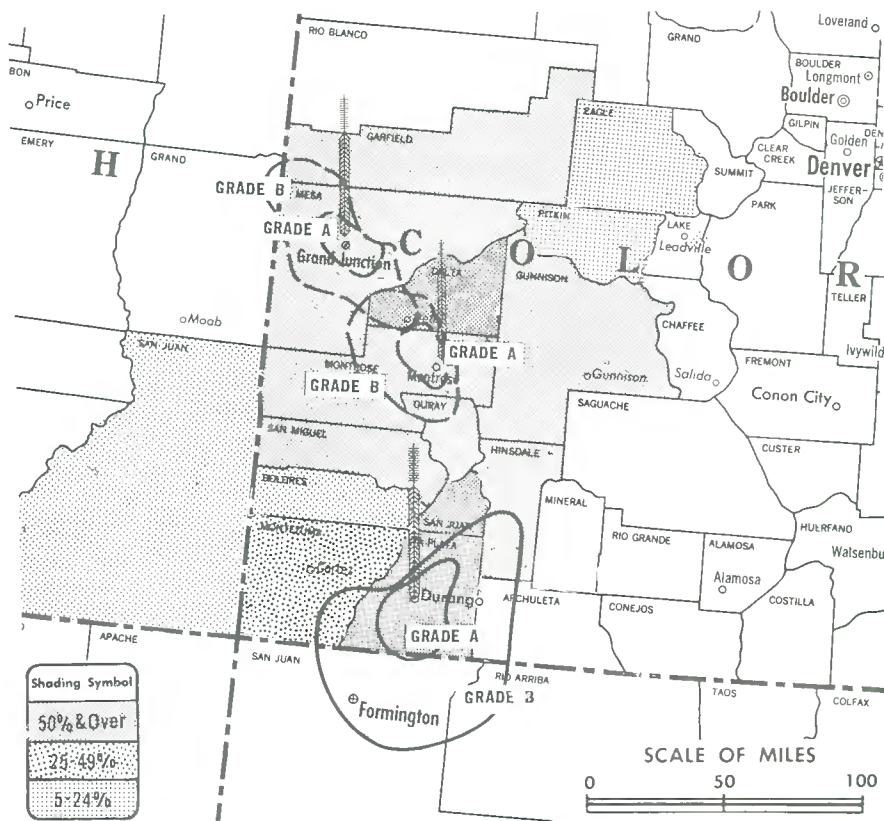 Loveland
GRAND
RIO BLANCO
BOULDER
Longmont
BON
Price
Boulder
EAGLE
GILPIN
DEN
Golden
GARFIELD
CLEAR
CREEK
EMERY
H
GRAND
Denver
SUMMIT
JEFFER-
SON
GRADE B
MESA
PARK
PITKIN
LAKE
GRADE A
Leadville
C
O
L
O
R
Grand Junction
DELTA
GUNNISON
TELLER
Moab
CHAFFEE
SAN JUAN
GRADE A
Ivywild
FREMONT
MONTROSE
Montrose
GRADE B
Gunnison
Salida
Conon City
OURAY
SAGUACHE
SAN MIGUEL
HINSDALE
CUSTER
DOLORES
MINERAL
SAN JUAN
HUERFANO
MONTEZUMA
LA PLATA
RIO GRANDE
ALAMOSA
Walsenbu
Cortez
Alamosa
Durango
ARCHULETA
COSTILLA
CONEJOS
GRADE A
APACHE
SAN JUAN
RIO ARRIBA
TAOS
COLFAX
GRADE B
Formington
Shading Symbol
50% & Over
25-49%
5-24%
SCALE OF MILES
0 50 100